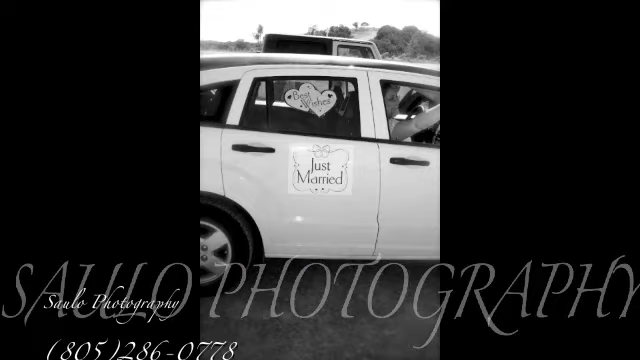 Best
Wishes
Just
Married
SAULO PHOTOGRAPHY
Saulo Photography
(805)286-0778